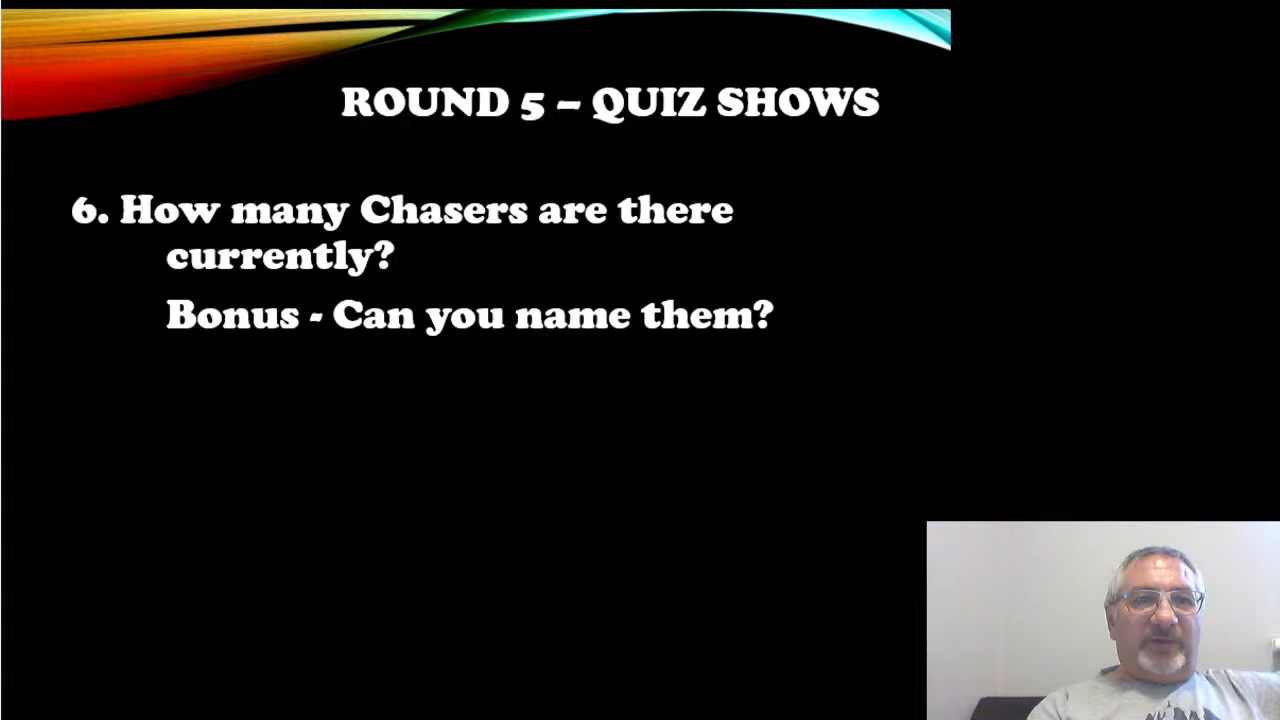 ROUND 5 – QUIZ SHOWS
6. How many Chasers are there
currently?
Bonus - Can you name them?